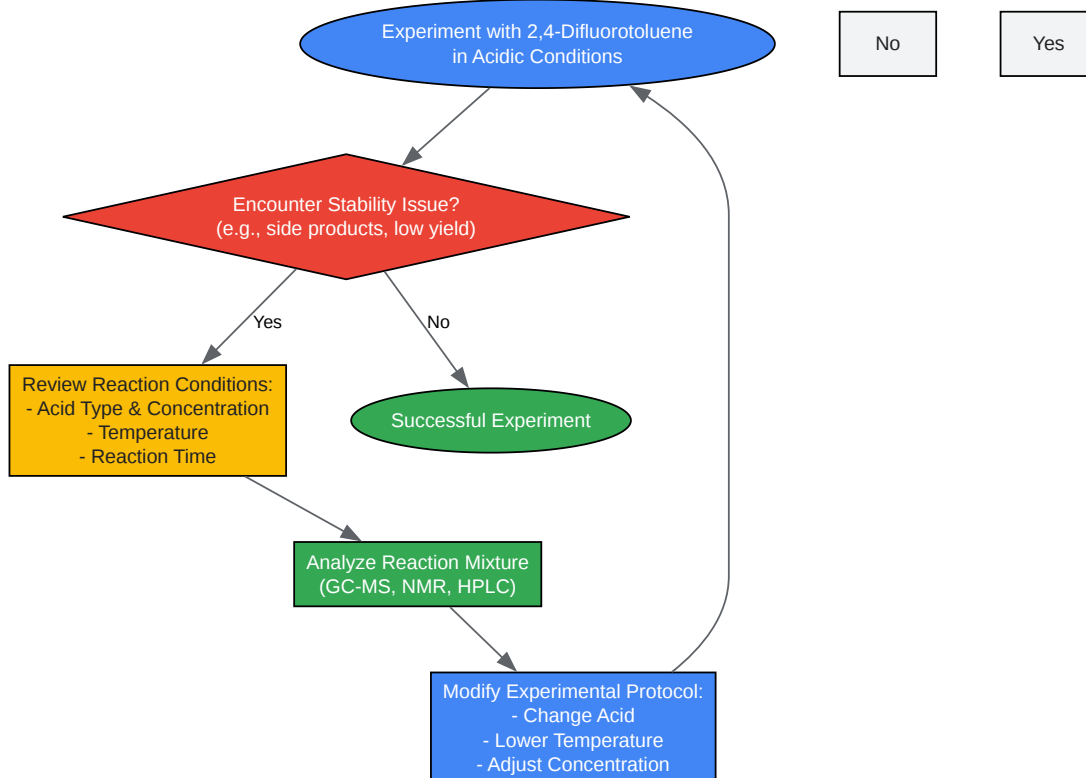 Experiment with 2,4-Difluorotoluene
in Acidic Conditions
No
Yes
Encounter Stability Issue?
(e.g., side products, low yield)
Yes
No
Review Reaction Conditions:
- Acid Type & Concentration
- Temperature
- Reaction Time
Successful Experiment
Analyze Reaction Mixture
(GC-MS, NMR, HPLC)
Modify Experimental Protocol:
- Change Acid
- Lower Temperature
- Adjust Concentration